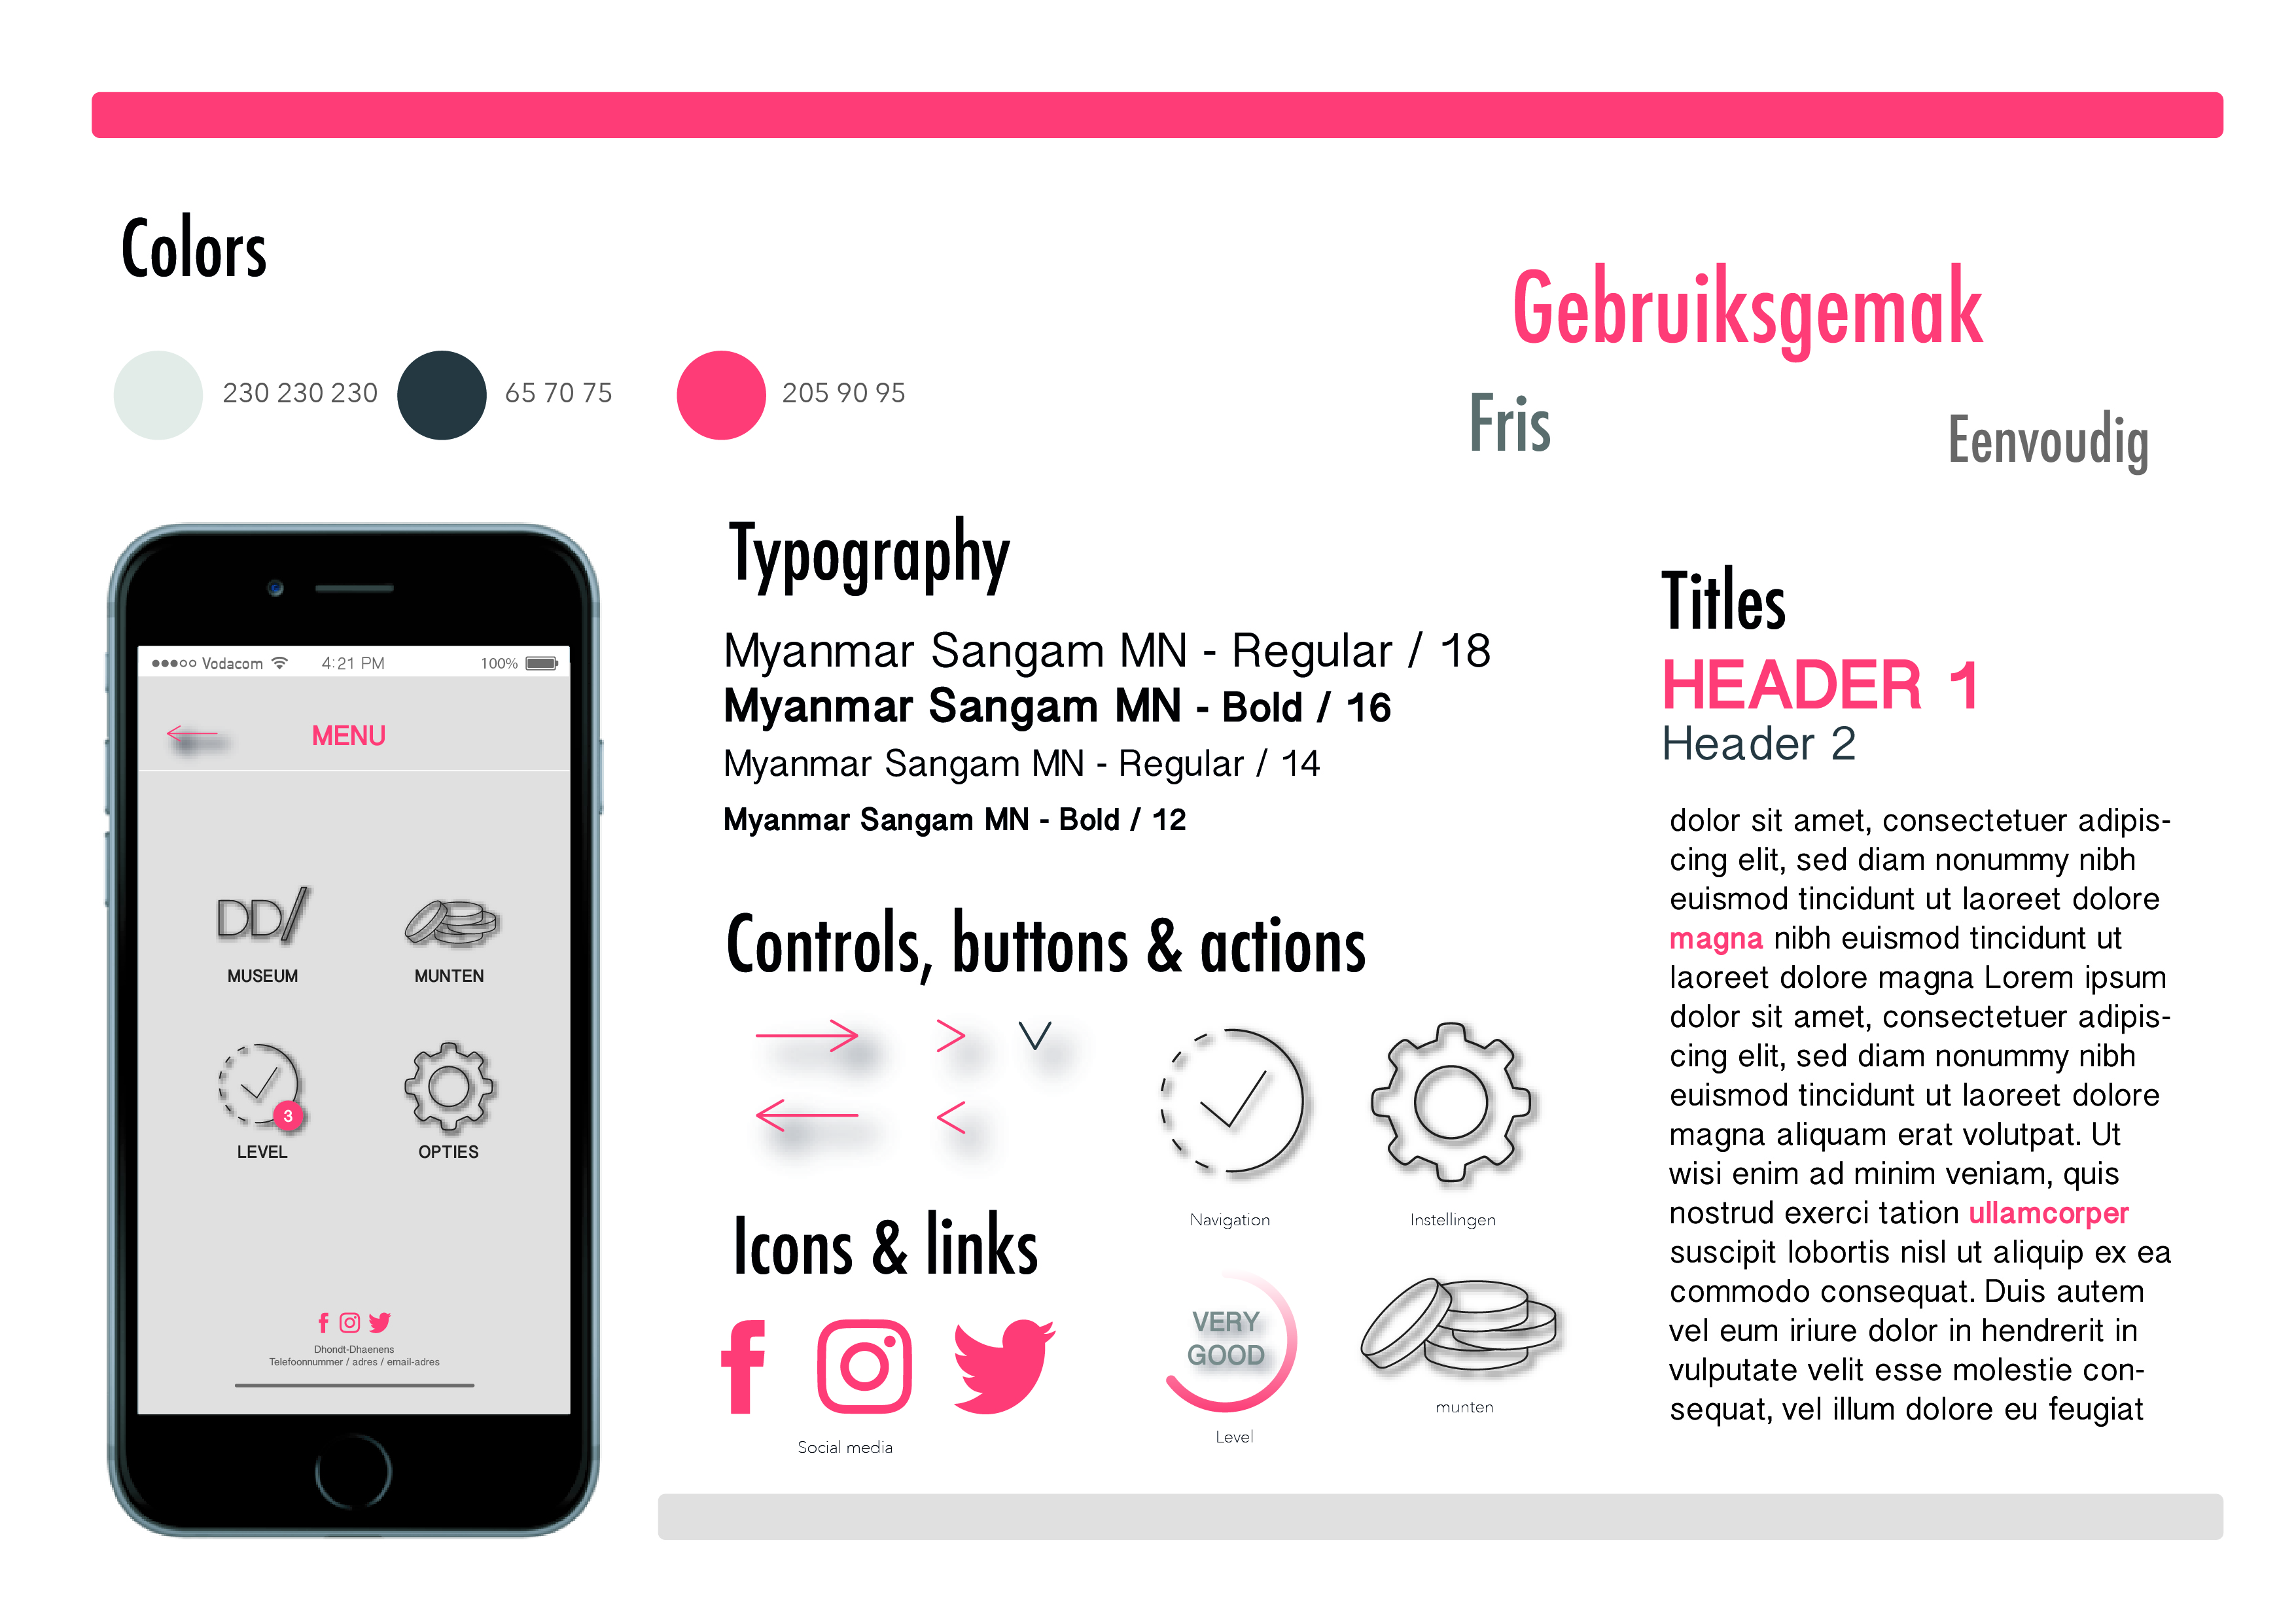 Colors
230 230 230
65 70 75
205 90 95
Gebruiksgemak
Fris
Eenvoudig
Vodacom
4:21 PM
100%
MENU
DD/
MUSEUM
MUNTEN
3
LEVEL
OPTIES
Dhondt-Dhaenens
Telefoonnummer / adres / email-adres
Typography
Myanmar Sangam MN - Regular / 18
Myanmar Sangam MN - Bold / 16
Myanmar Sangam MN - Regular / 14
Myanmar Sangam MN - Bold / 12
Controls, buttons & actions
Navigation
Instellingen
VERY
GOOD
Level
munten
Icons & links
Social media
Titles
HEADER 1
Header 2
dolor sit amet, consectetuer adipis-
cing elit, sed diam nonummy nibh
euismod tincidunt ut laoreet dolore
magna nibh euismod tincidunt ut
laoreet dolore magna Lorem ipsum
dolor sit amet, consectetuer adipis-
cing elit, sed diam nonummy nibh
euismod tincidunt ut laoreet dolore
magna aliquam erat volutpat. Ut
wisi enim ad minim veniam, quis
nostrud exerci tation ullamcorper
suscipit lobortis nisl ut aliquip ex ea
commodo consequat. Duis autem
vel eum iriure dolor in hendrerit in
vulputate velit esse molestie con-
sequat, vel illum dolore eu feugiat